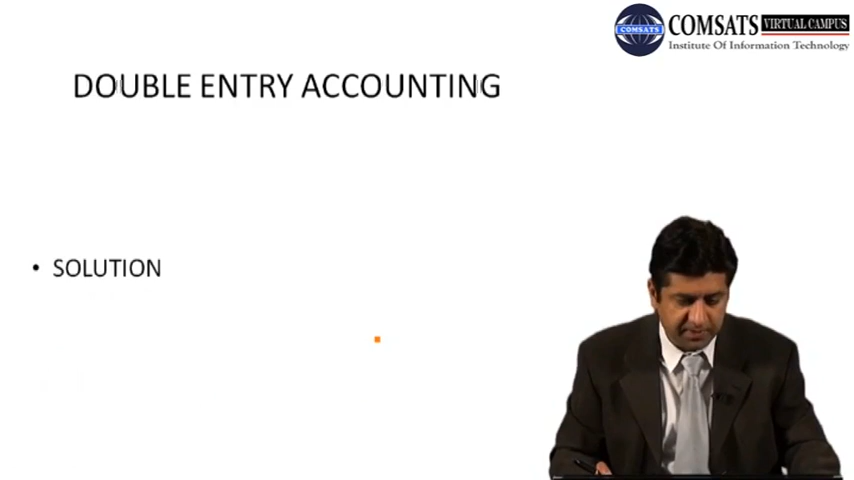 COMSATS VIRTUAL CAMPUS
Institute Of Information Technology
COMSATS
DOUBLE ENTRY ACCOUNTING
• SOLUTION